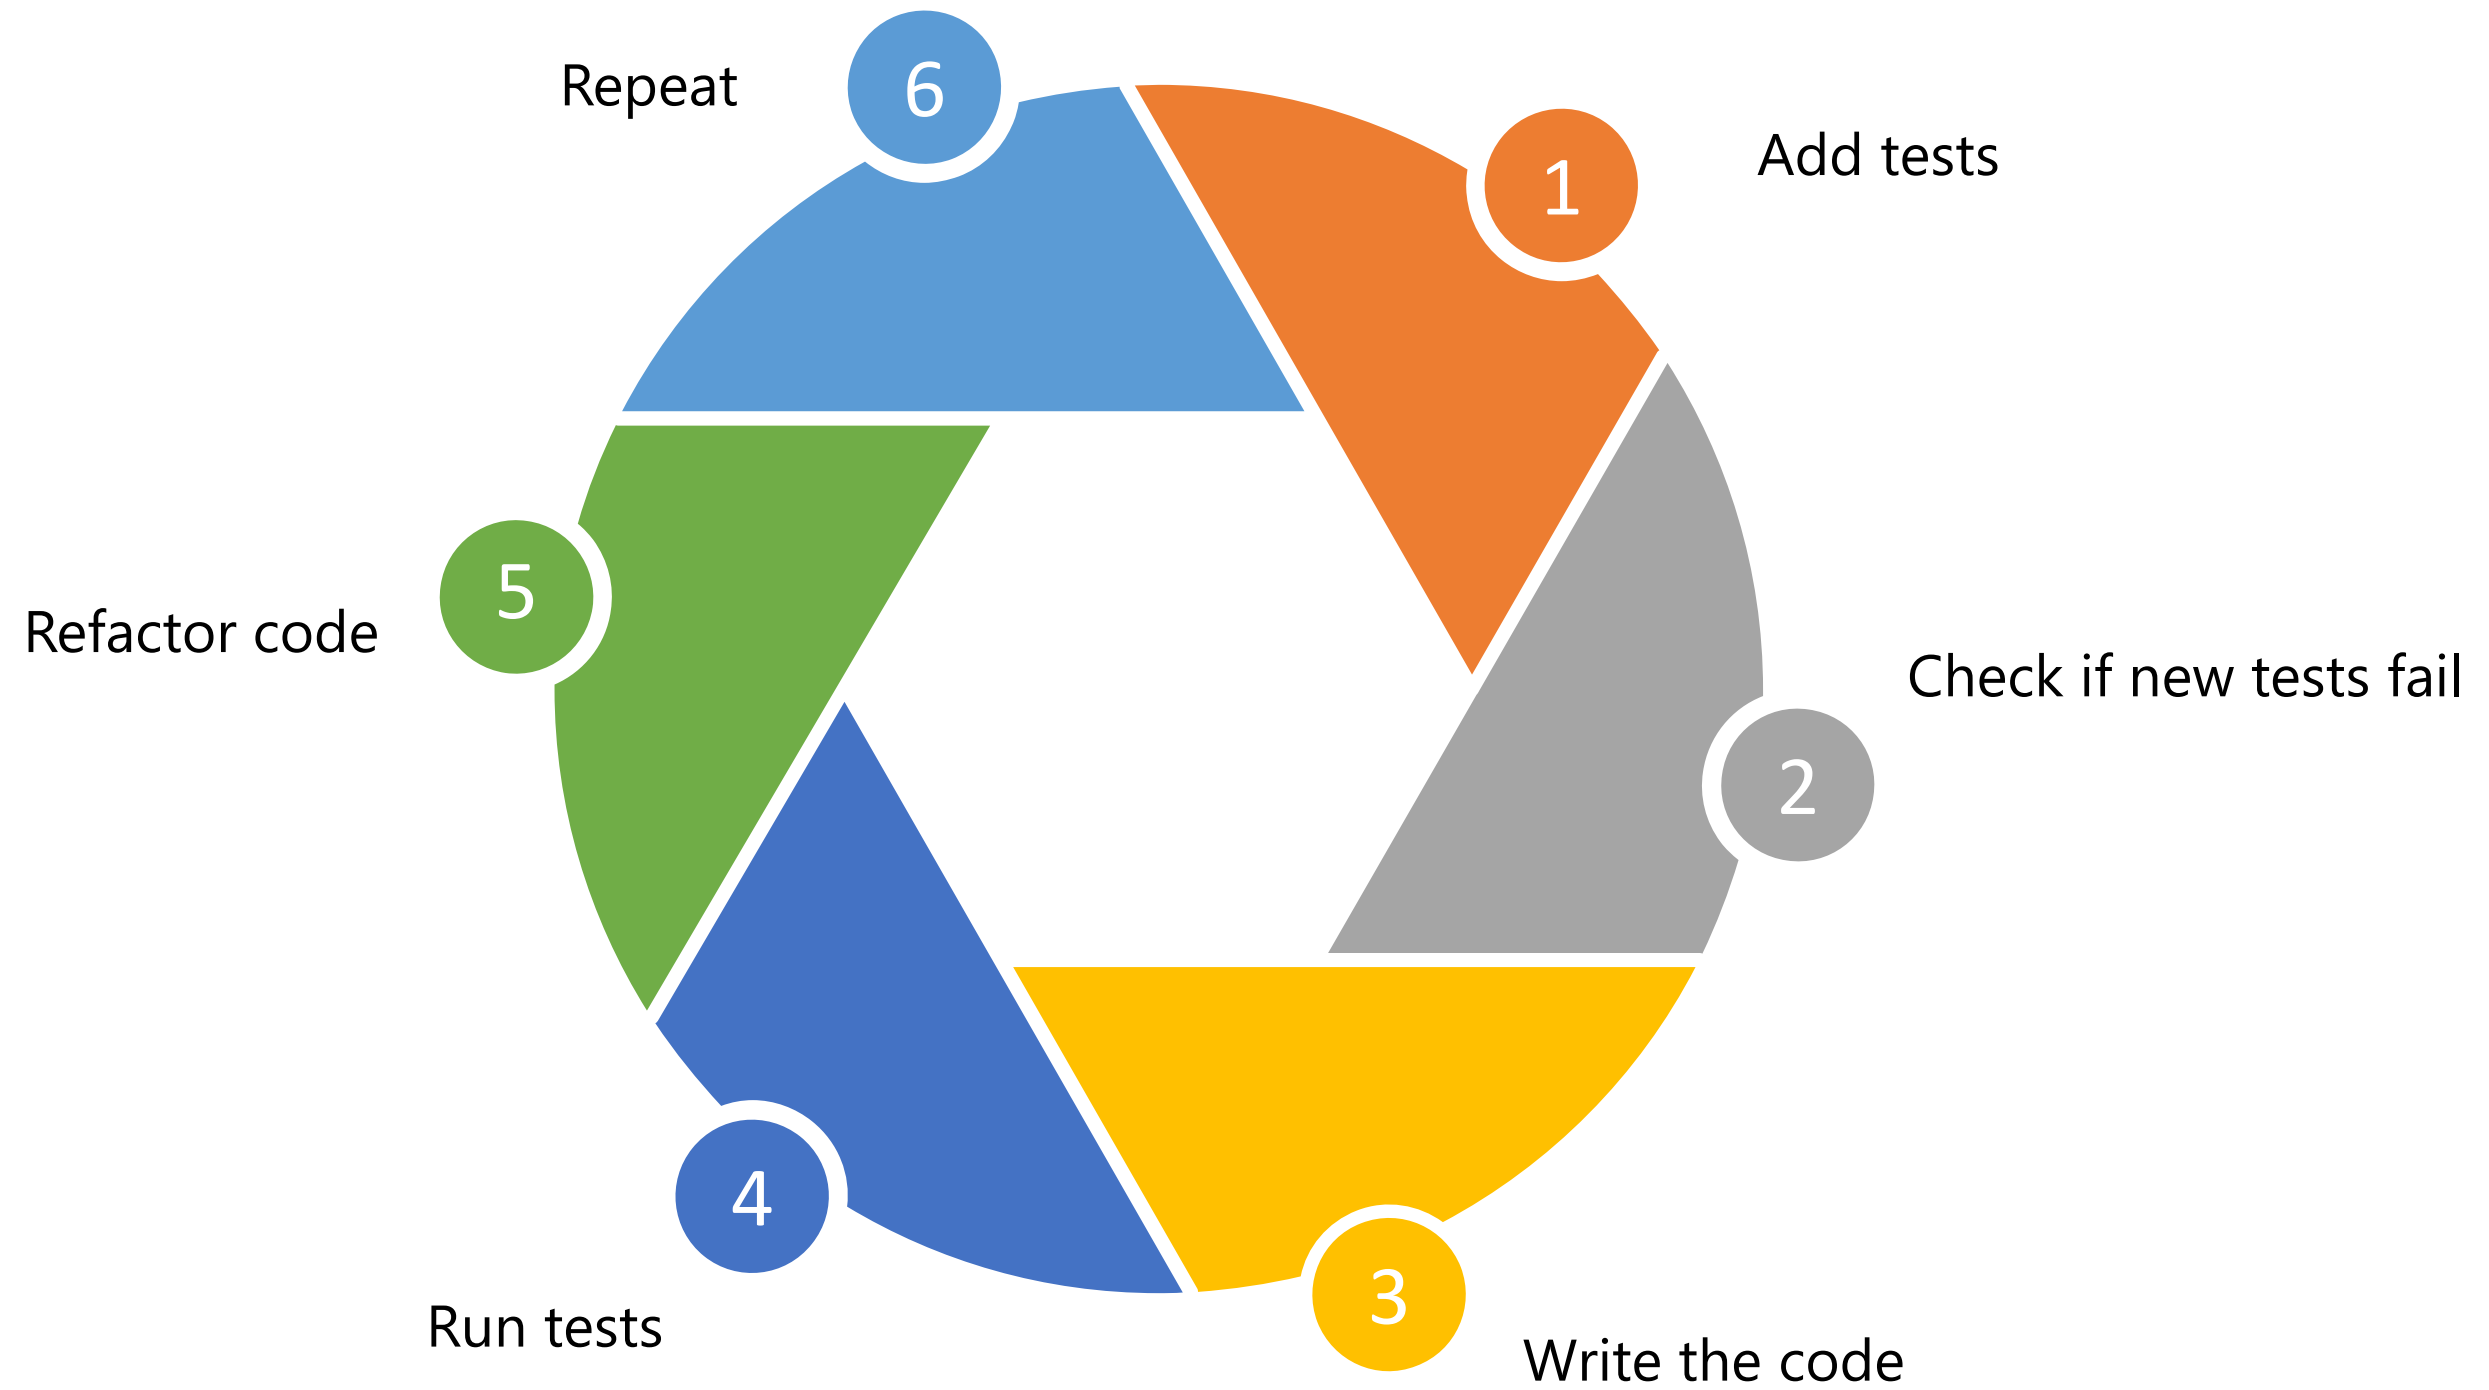 6
Repeat
1
Add tests
5
Refactor code
Check if new tests fail
2
4
Run tests
3
Write the code